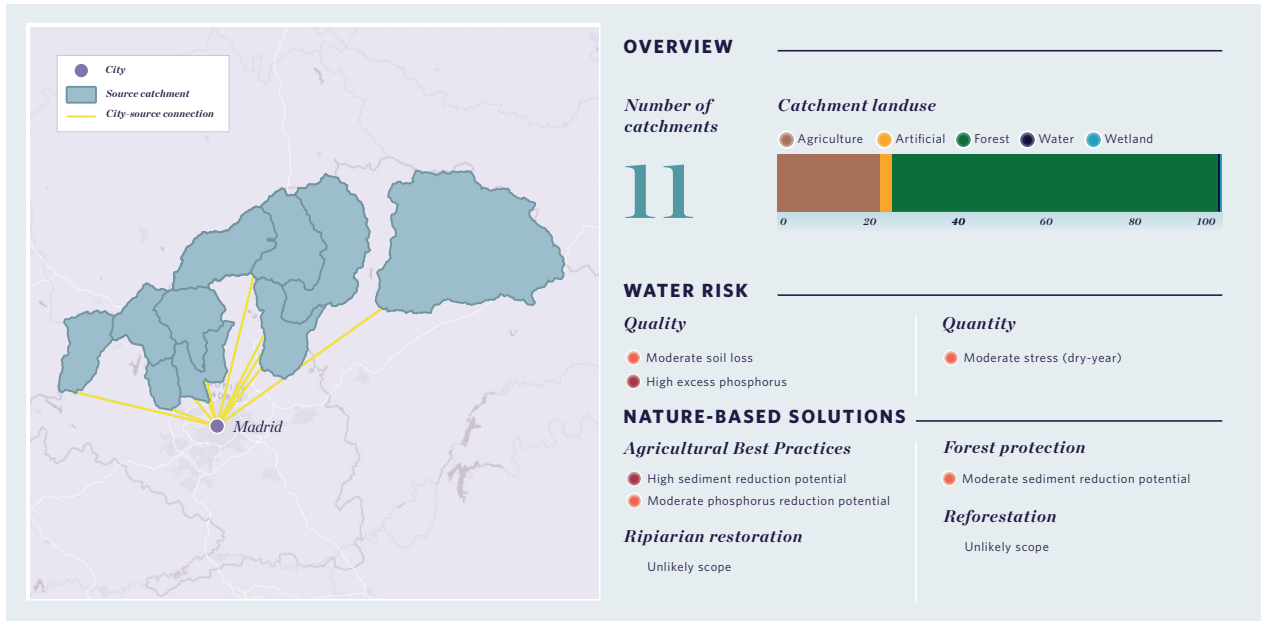 City
Source catchment
City-source connection
Madrid
OVERVIEW
Number of
catchments
11
Catchment landuse
Agriculture
Artificial
Forest
Water
Wetland
0 20 40 60 80 100
WATER RISK
Quality
Moderate soil loss
High excess phosphorus
Quantity
Moderate stress (dry-year)
NATURE-BASED SOLUTIONS
Agricultural Best Practices
High sediment reduction potential
Moderate phosphorus reduction potential
Ripiarian restoration
Unlikely scope
Forest protection
Moderate sediment reduction potential
Reforestation
Unlikely scope